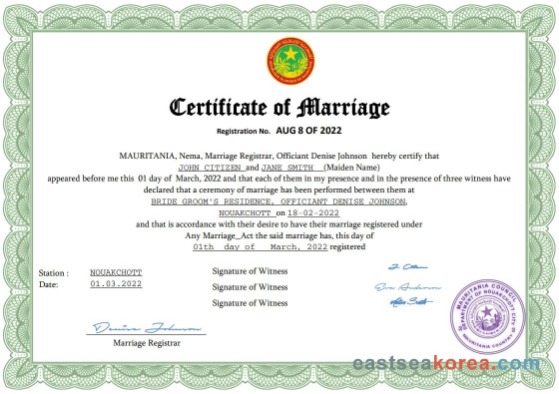 Certificate of Marriage
Registration No. AUG 8 OF 2022
MAURITANIA, Nema, Marriage Registrar, Officiant Denise Johnson hereby certify that
JOHN CITIZEN and JANE SMITH (Maiden Name)
appeared before me this 01 day of March, 2022 and that each of them in my presence and in the presence of three witness have
declared that a ceremony of marriage has been performed between them at
BRIDE GROOM'S RESIDENCE, OFFICIANT DENISE JOHNSON,
NOUAKCHOTT on 18-02-2022
and that is accordance with their desire to have their marriage registered under
Any Marriage_Act the said marriage has, this day of
01th day of March, 2022 registered
Station : NOUAKCHOTT Signature of Witness
Date: 01.03.2022 Signature of Witness
Signature of Witness
Denise Johnson
Marriage Registrar
MAURITANIA COUNCIL
DEPARTMENT OF NOUAKCHOTT CITY
MAURITANIA COUNTRY
eastseakorea.com